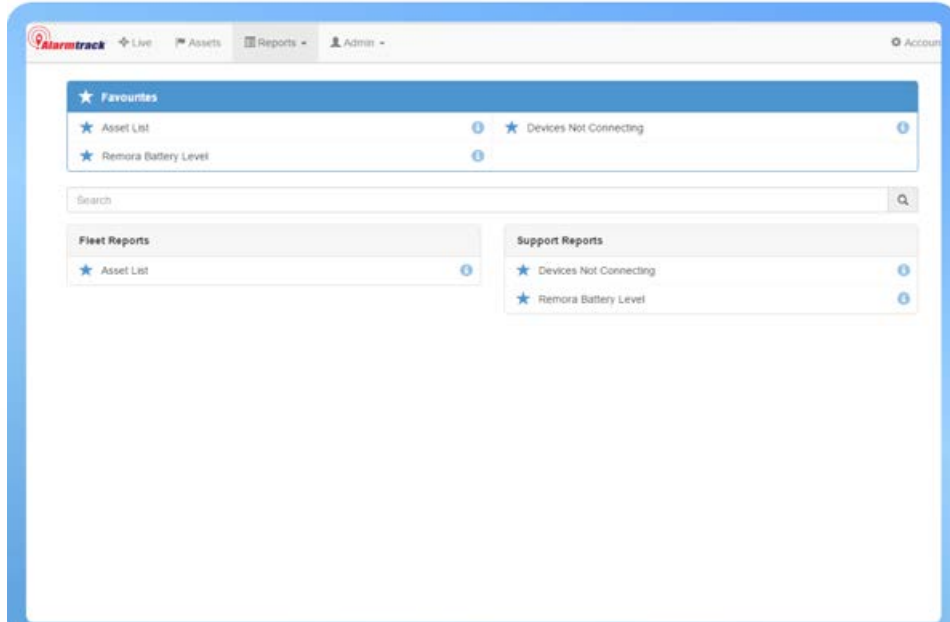 Alarmtrack Live Assets Reports Admin Accoun
Favourites
Asset List Devices Not Connecting
Remora Battery Level
Search
Fleet Reports Support Reports
Asset List Devices Not Connecting
Remora Battery Level